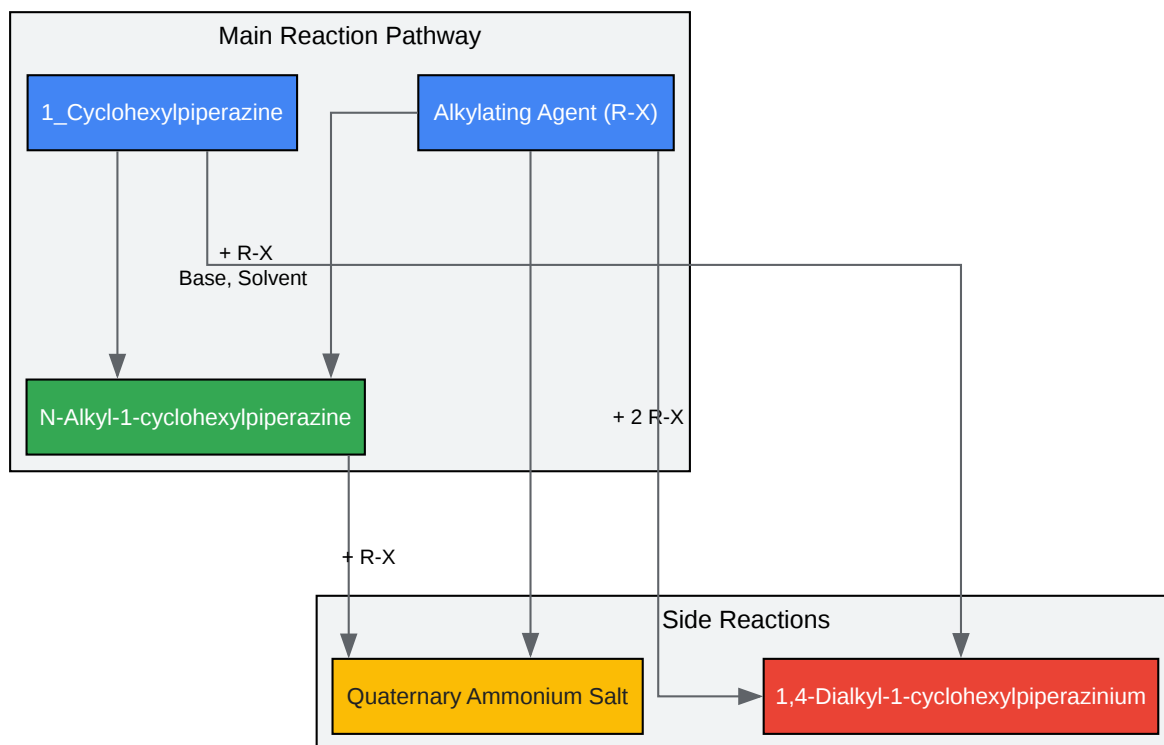 Main Reaction Pathway
1_Cyclohexylpiperazine
Alkylating Agent (R-X)
+ R-X
Base, Solvent
N-Alkyl-1-cyclohexylpiperazine
+ 2 R-X
+ R-X
Side Reactions
Quaternary Ammonium Salt
1,4-Dialkyl-1-cyclohexylpiperazinium